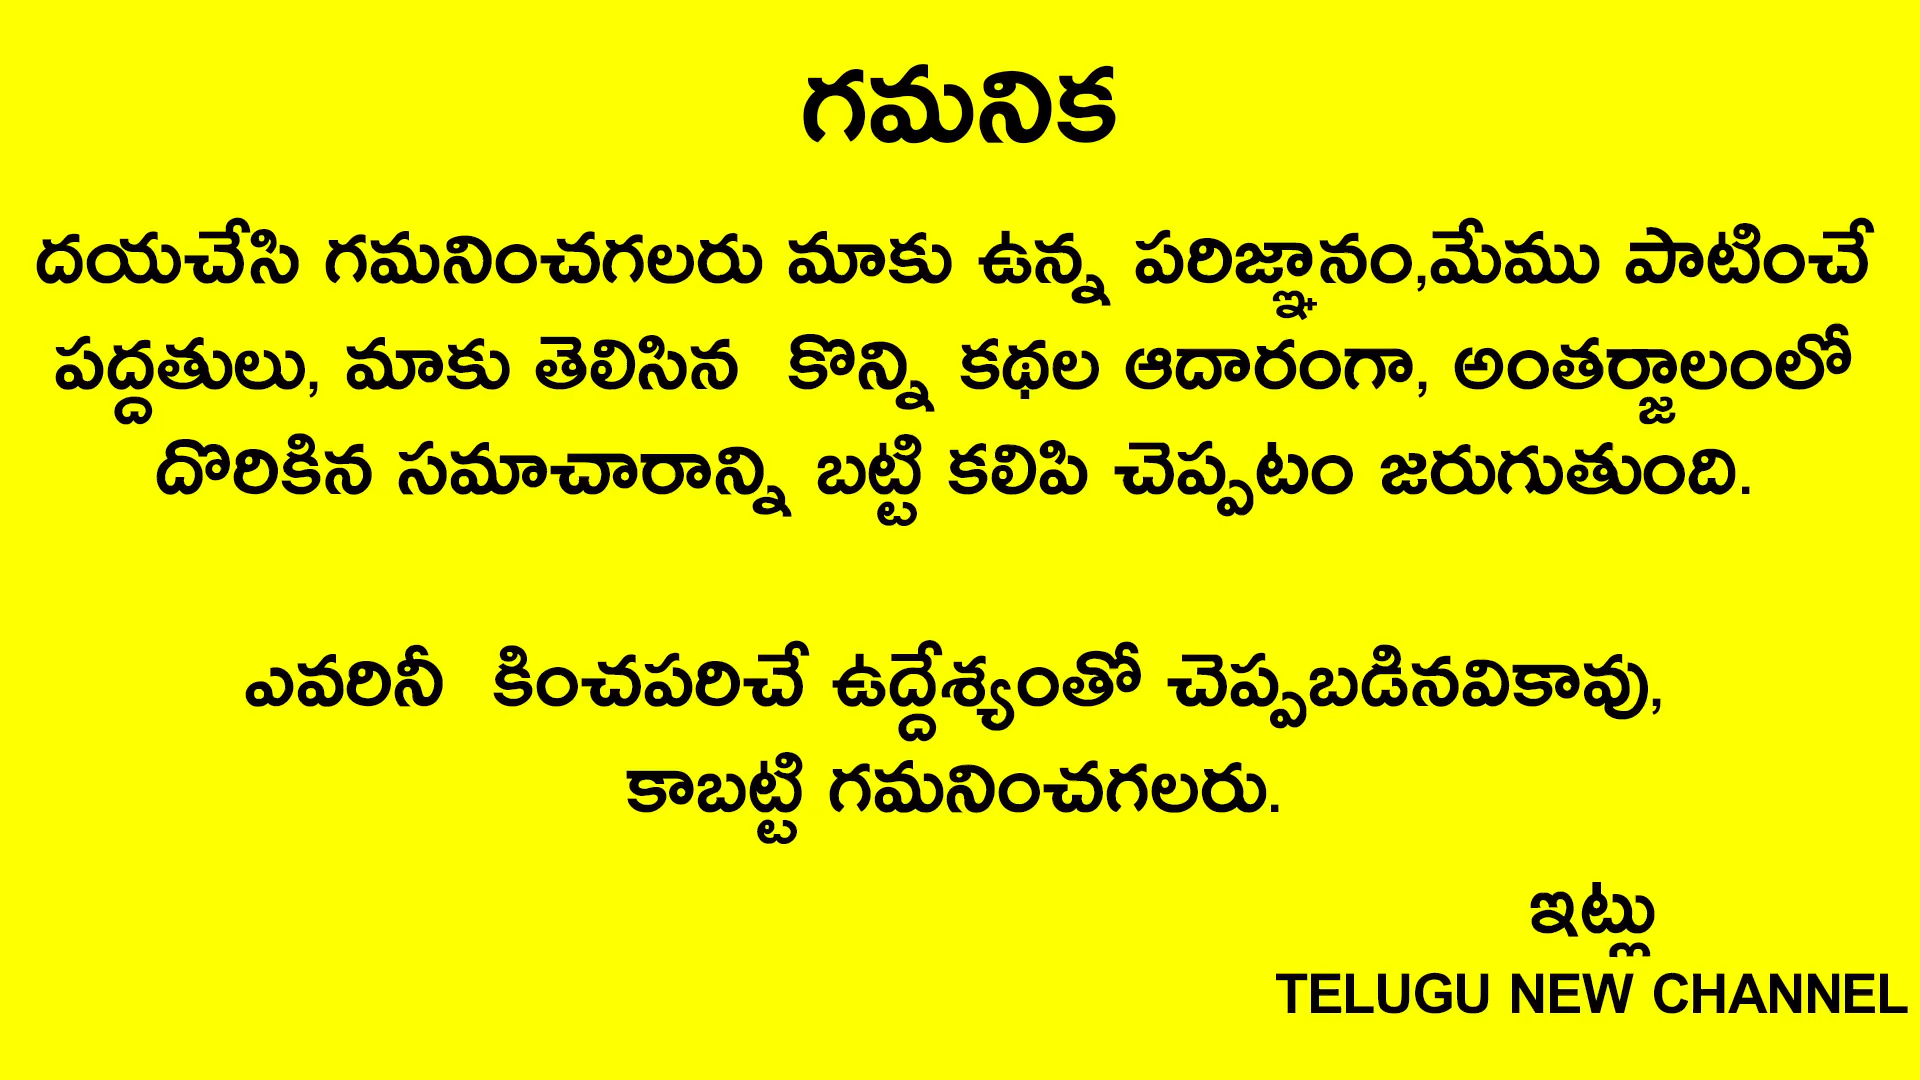 గమనిక
దయచేసి గమనించగలరు మాకు ఉన్న పరిజ్ఞానం,మేము పాటించే
పద్దతులు, మాకు తెలిసిన కొన్ని కథల ఆదారంగా, అంతర్జాలంలో
దొరికిన సమాచారాన్ని బట్టి కలిపి చెప్పటం జరుగుతుంది.
ఎవరినీ కించపరిచే ఉద్దేశ్యంతో చెప్పబడినవికావు,
కాబట్టి గమనించగలరు.
ఇట్లు
TELUGU NEW CHANNEL